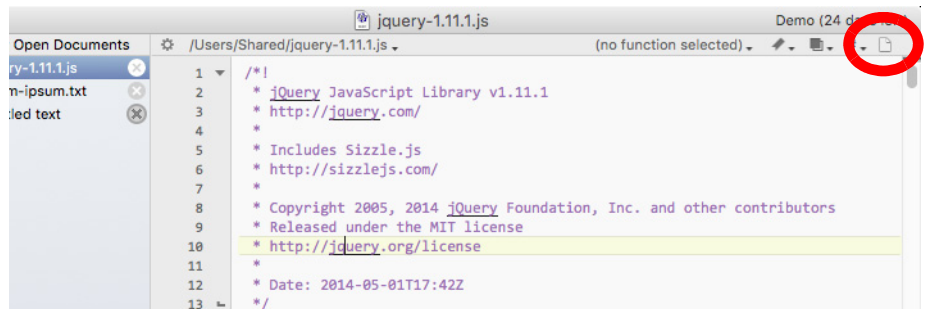 jquery-1.11.1.js Demo (24
Open Documents /Users/Shared/jquery-1.11.1.js (no function selected)
ry-1.11.1.js
m-ipsum.txt
led text
1 /*!
2 * jQuery JavaScript Library v1.11.1
3 * http://jquery.com/
4 *
5 * Includes Sizzle.js
6 * http://sizzlejs.com/
7 *
8 * Copyright 2005, 2014 jQuery Foundation, Inc. and other contributors
9 * Released under the MIT license
10 * http://jquery.org/license
11 *
12 * Date: 2014-05-01T17:42Z
13 */